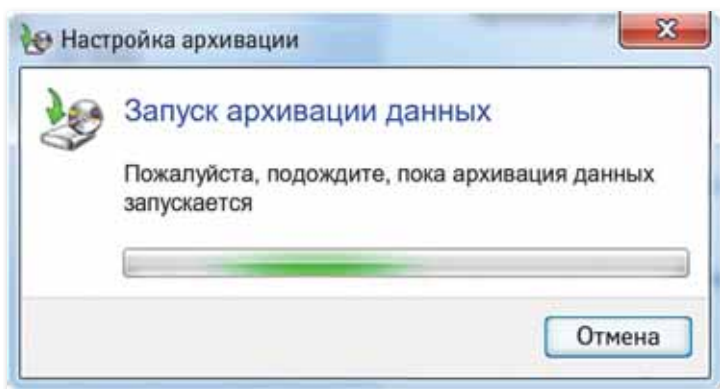 Настройка архивации
Запуск архивации данных
Пожалуйста, подождите, пока архивация данных
запускается
Отмена